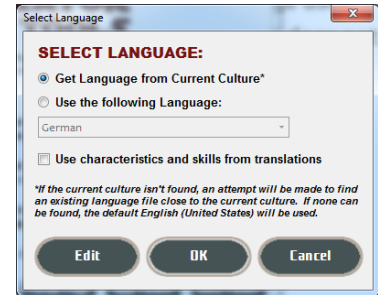 Select Language
SELECT LANGUAGE:
Get Language from Current Culture*
Use the following Language:
German
Use characteristics and skills from translations
*If the current culture isn't found, an attempt will be made to find
an existing language file close to the current culture. If none can
be found, the default English (United States) will be used.
Edit OK Cancel